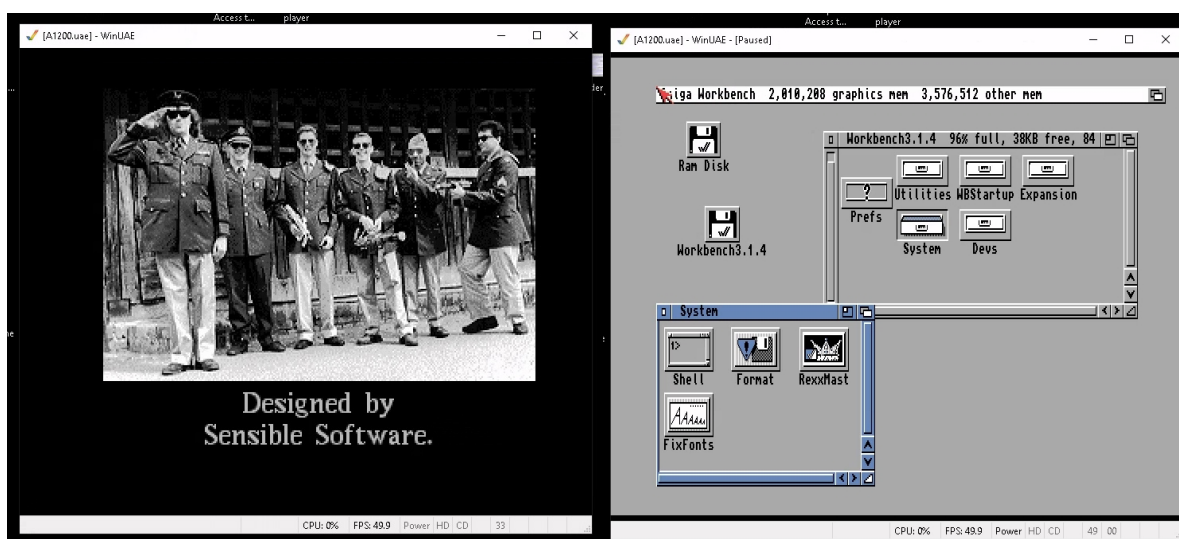 Access t... player
[A1200.uae] - WinUAE
Designed by
Sensible Software.
CPU: 0% FPS: 49.9 Power HD CD 33
Access t... player
[A1200.uae] - WinUAE - [Paused]
iga Workbench 2,010,208 graphics mem 3,576,512 other mem
Ram Disk
Workbench3.1.4
Workbench3.1.4 96% full, 38KB free, 84
?
Prefs
Utilities WBStartup Expansion
System Devs
System
1>
Shell Format RexxMast
AAAAA
FixFonts
CPU: 0% FPS: 49.9 Power HD CD 49 00